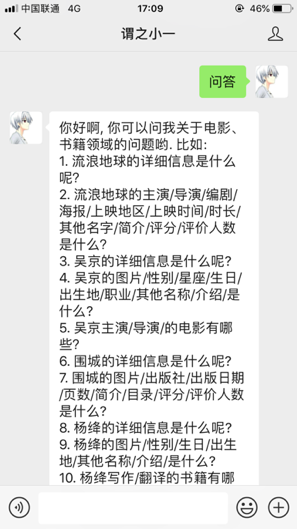 中国联通 4G 17:09 46%
谓之小一
问答
你好啊, 你可以问我关于电影、
书籍领域的问题哟. 比如:
1. 流浪地球的详细信息是什么
呢?
2. 流浪地球的主演/导演/编剧/
海报/上映地区/上映时间/时长/
其他名字/简介/评分/评价人数
是什么?
3. 吴京的详细信息是什么呢?
4. 吴京的图片/性别/星座/生日/
出生地/职业/其他名称/介绍/是
什么?
5. 吴京主演/导演/的电影有哪
些?
6. 围城的详细信息是什么呢?
7. 围城的图片/出版社/出版日期
/页数/简介/目录/评分/评价人数
是什么?
8. 杨绛的详细信息是什么呢?
9. 杨绛的图片/性别/生日/出生
地/其他名称/介绍/是什么?
10. 杨绛写作/翻译的书籍有哪